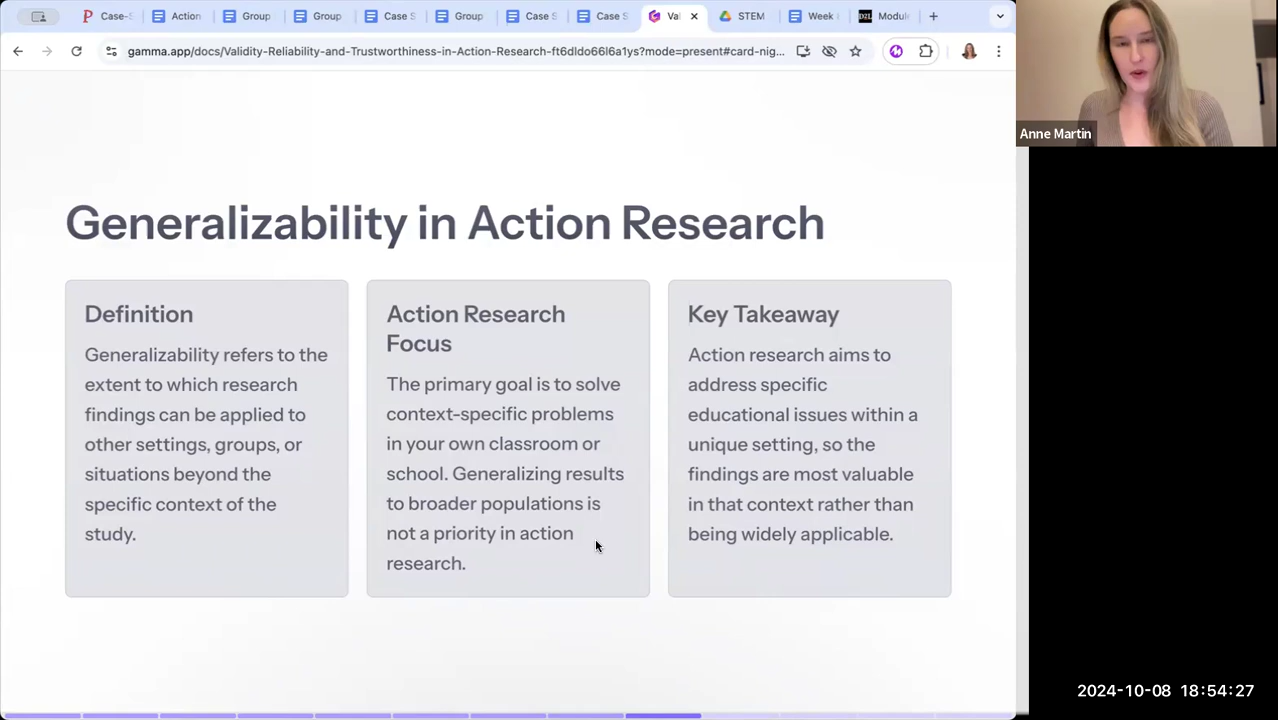 Case-S
Action
Group
Group
Case S
Group
Case S
Case S
Val
STEM
Week
D2L
Module
gamma.app/docs/Validity-Reliability-and-Trustworthiness-in-Action-Research-ft6dldo66l6a1ys?mode=present#card-nig...
Anne Martin
Generalizability in Action Research
Definition
Generalizability refers to the
extent to which research
findings can be applied to
other settings, groups, or
situations beyond the
specific context of the
study.
Action Research
Focus
The primary goal is to solve
context-specific problems
in your own classroom or
school. Generalizing results
to broader populations is
not a priority in action
research.
Key Takeaway
Action research aims to
address specific
educational issues within a
unique setting, so the
findings are most valuable
in that context rather than
being widely applicable.
2024-10-08 18:54:27